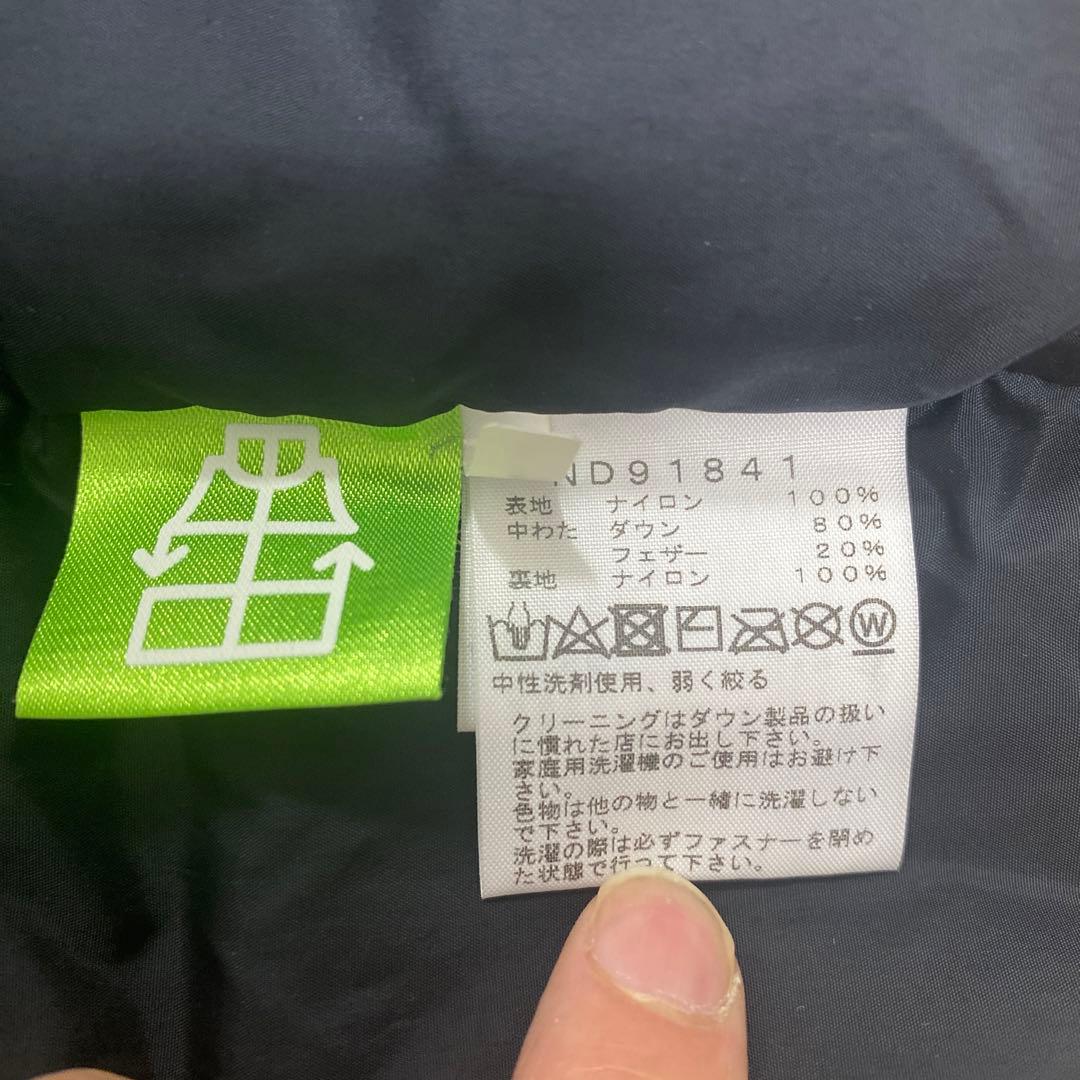 ND91841
表地 ナイロン 100%
中わた ダウン 80%
フェザー 20%
裏地 ナイロン 100%
W
中性洗剤使用、弱く絞る
クリーニングはダウン製品の扱い
に慣れた店にお出し下さい。
家庭用洗濯機のご使用はお避け下
さい。
色物は他の物と一緒に洗濯しない
で下さい。
洗濯の際は必ずファスナーを閉め
た状態で行って下さい。